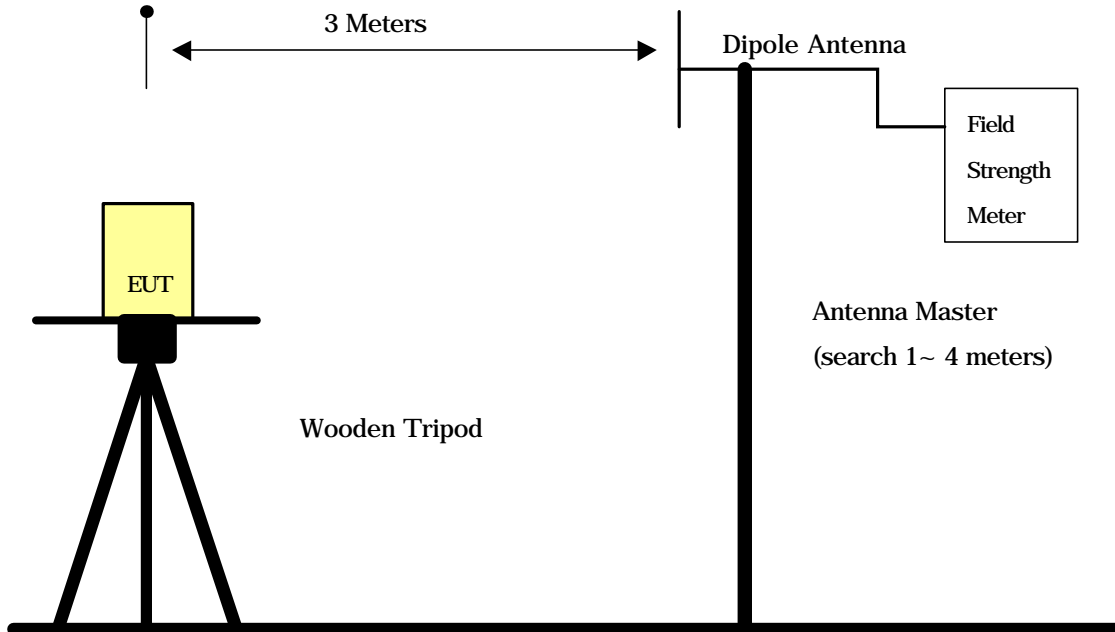 3 Meters
Dipole Antenna
Field
Strength
Meter
EUT
Antenna Master
(search 1~ 4 meters)
Wooden Tripod